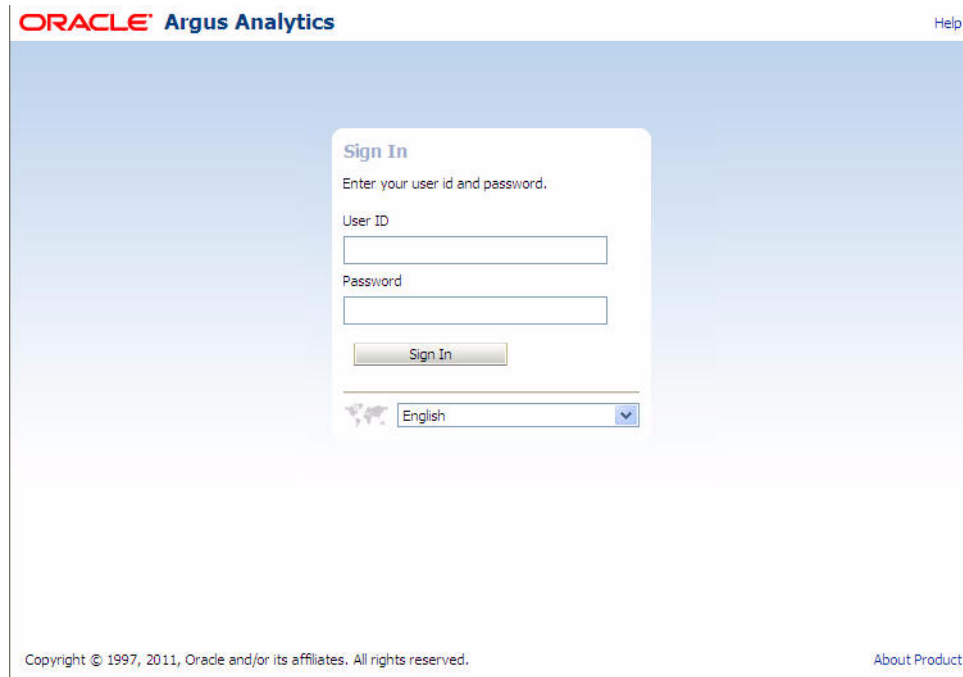 ORACLE Argus Analytics
Help
Sign In
Enter your user id and password.
User ID
Password
Sign In
English
Copyright © 1997, 2011, Oracle and/or its affiliates. All rights reserved.
About Product